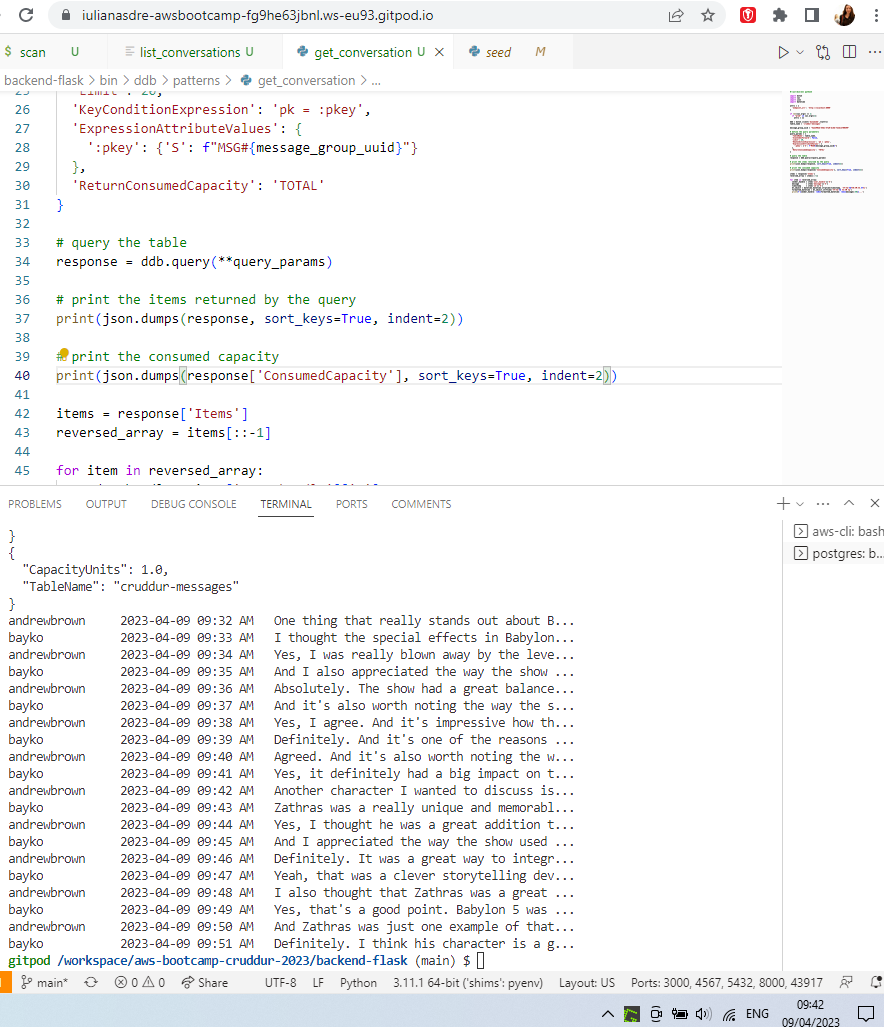 iulianasdre-awsbootcamp-fg9he63jbnl.ws-eu93.gitpod.io
$ scan U list_conversations U get_conversation U seed M
backend-flask > bin > ddb > patterns > get_conversation > ...
26 'KeyConditionExpression': 'pk = :pkey',
27 'ExpressionAttributeValues': {
28 ':pkey': {'S': f"MSG#{message_group_uuid}"}
29 },
30 'ReturnConsumedCapacity': 'TOTAL'
31 }
32
33 # query the table
34 response = ddb.query(**query_params)
35
36 # print the items returned by the query
37 print(json.dumps(response, sort_keys=True, indent=2))
38
39 # print the consumed capacity
40 print(json.dumps(response['ConsumedCapacity'], sort_keys=True, indent=2))
41
42 items = response['Items']
43 reversed_array = items[::-1]
44
45 for item in reversed_array:
PROBLEMS OUTPUT DEBUG CONSOLE TERMINAL PORTS COMMENTS
aws-cli: bash
postgres: b...
}
{
"CapacityUnits": 1.0,
"TableName": "cruddur-messages"
}
andrewbrown 2023-04-09 09:32 AM One thing that really stands out about B...
bayko 2023-04-09 09:33 AM I thought the special effects in Babylon...
andrewbrown 2023-04-09 09:34 AM Yes, I was really blown away by the leve...
bayko 2023-04-09 09:35 AM And I also appreciated the way the show ...
andrewbrown 2023-04-09 09:36 AM Absolutely. The show had a great balance...
bayko 2023-04-09 09:37 AM And it's also worth noting the way the s...
andrewbrown 2023-04-09 09:38 AM Yes, I agree. And it's impressive how th...
bayko 2023-04-09 09:39 AM Definitely. And it's one of the reasons ...
andrewbrown 2023-04-09 09:40 AM Agreed. And it's also worth noting the w...
bayko 2023-04-09 09:41 AM Yes, it definitely had a big impact on t...
andrewbrown 2023-04-09 09:42 AM Another character I wanted to discuss is...
bayko 2023-04-09 09:43 AM Zathras was a really unique and memorabl...
andrewbrown 2023-04-09 09:44 AM Yes, I thought he was a great addition t...
bayko 2023-04-09 09:45 AM And I appreciated the way the show used ...
andrewbrown 2023-04-09 09:46 AM Definitely. It was a great way to integr...
bayko 2023-04-09 09:47 AM Yeah, that was a clever storytelling dev...
andrewbrown 2023-04-09 09:48 AM I also thought that Zathras was a great ...
bayko 2023-04-09 09:49 AM Yes, that's a good point. Babylon 5 was ...
andrewbrown 2023-04-09 09:50 AM And Zathras was just one example of that...
bayko 2023-04-09 09:51 AM Definitely. I think his character is a g...
gitpod /workspace/aws-bootcamp-cruddur-2023/backend-flask (main) $
main* 0 0 Share UTF-8 LF Python 3.11.1 64-bit ('shims': pyenv) Layout: US Ports: 3000, 4567, 5432, 8000, 43917
ENG 09:42
09/04/2023